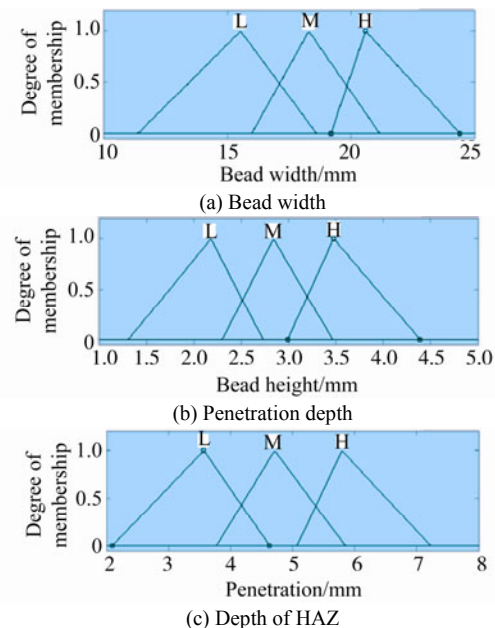 L M H
1.0
0.5
0
Degree of
membership
10 15 20 25
Bead width/mm
(a) Bead width
L M H
1.0
0.5
0
Degree of
membership
1.0 1.5 2.0 2.5 3.0 3.5 4.0 4.5 5.0
Bead height/mm
(b) Penetration depth
L M H
1.0
0.5
0
Degree of
membership
2 3 4 5 6 7 8
Penetration/mm
(c) Depth of HAZ